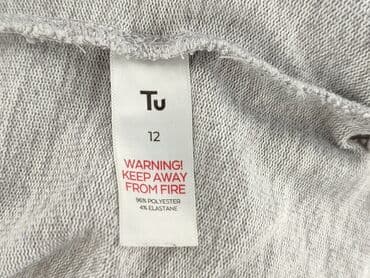 Tu
12
WARNING!
KEEP AWAY
FROM FIRE
96% POLYESTER
4% ELASTANE